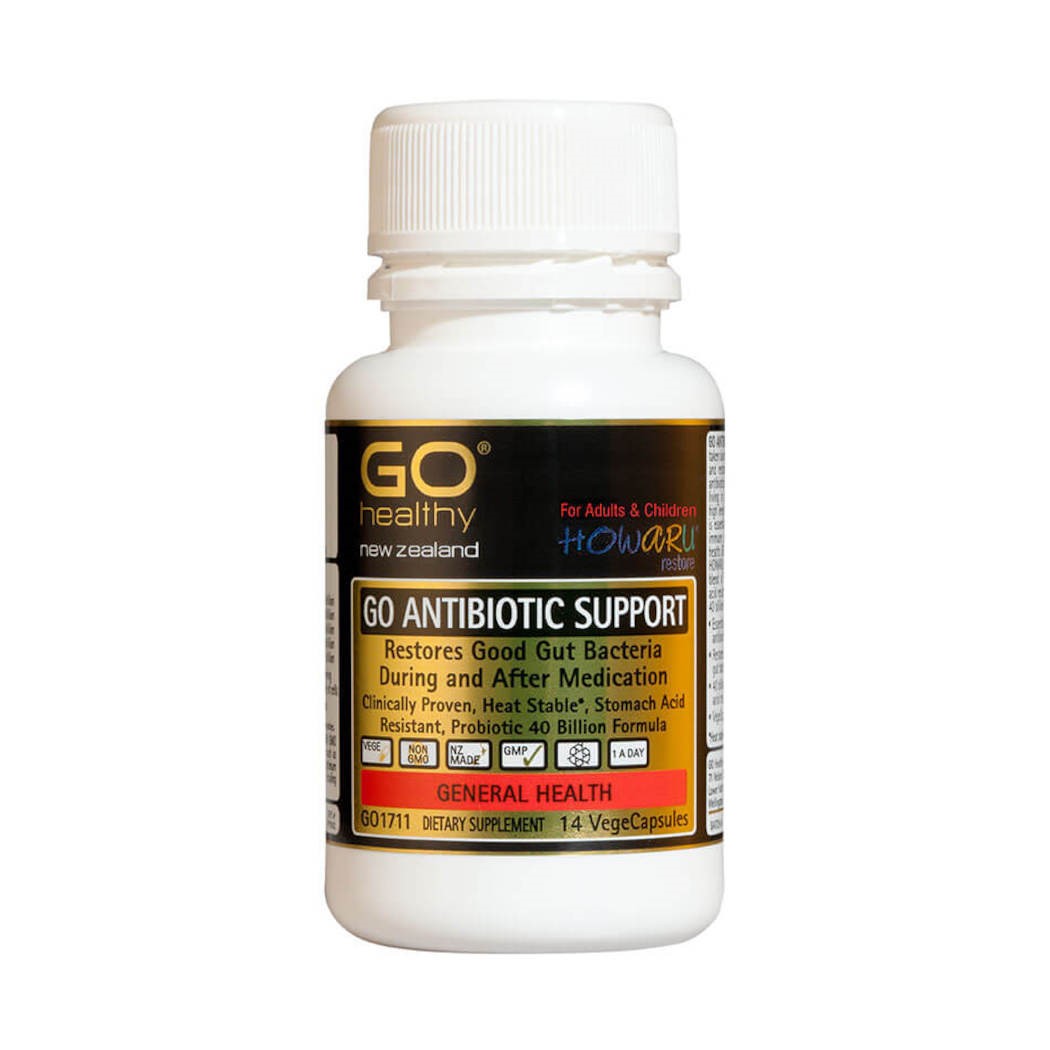 GO®
healthy
new zealand
For Adults & Children
HOWARU®
restore
GO ANTIBIOTIC SUPPORT
Restores Good Gut Bacteria
During and After Medication
Clinically Proven, Heat Stable*, Stomach Acid
Resistant, Probiotic 40 Billion Formula
VEGE
NON
GMO
NZ
MADE
GMP
1 A DAY
GENERAL HEALTH
GO1711 DIETARY SUPPLEMENT 14 VegeCapsules